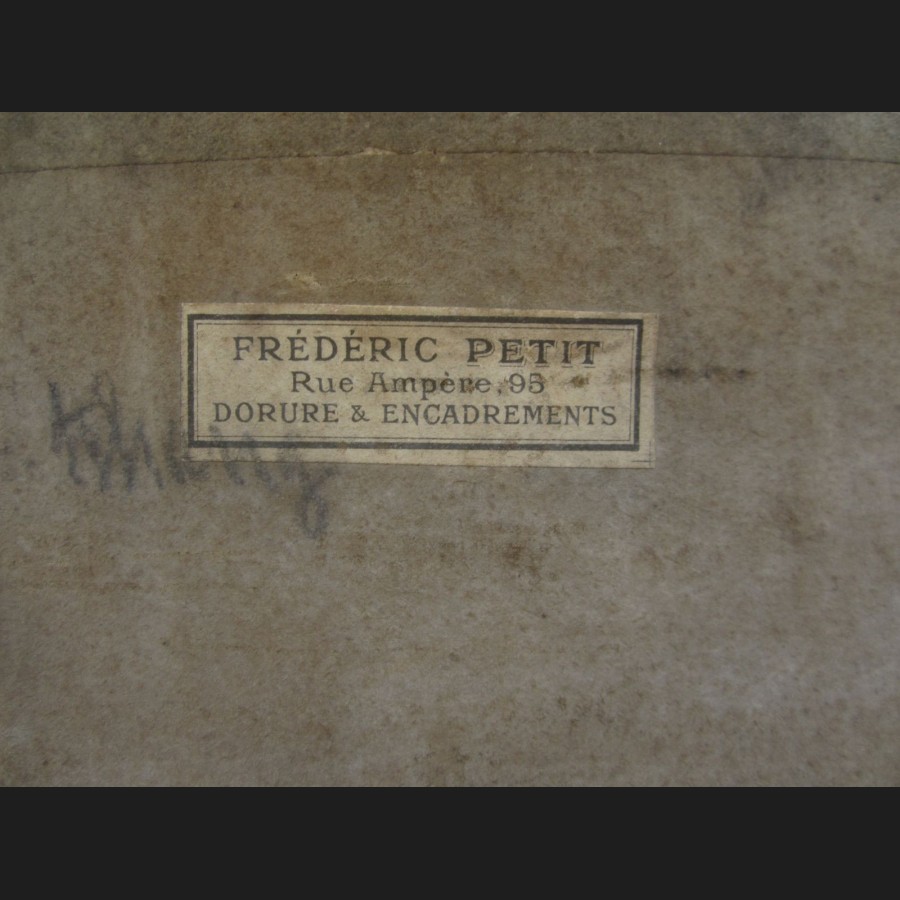 FRÉDÉRIC PETIT
Rue Ampère, 95
DORURE & ENCADREMENTS